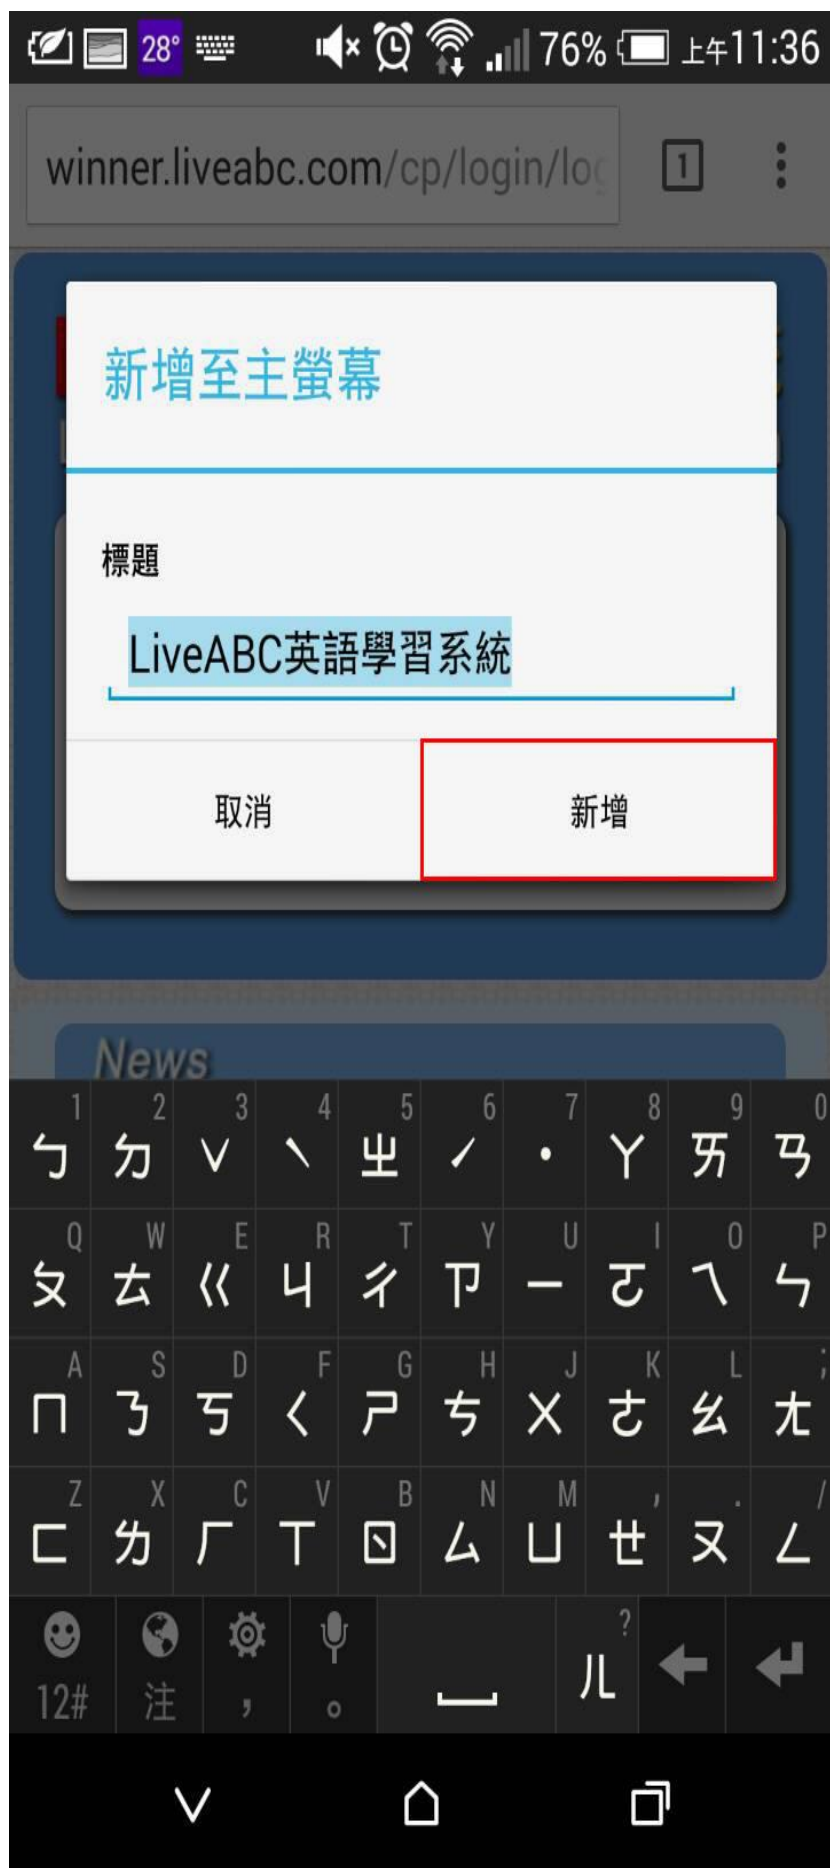 28° 76% 上午11:36
winner.liveabc.com/cp/login/log
1
新增至主螢幕
標題
LiveABC英語學習系統
取消 新增
News
1 2 3 4 5 6 7 8 9 0
ㄅ ㄉ ˇ ˋ ㄓ ˊ ˙ ㄚ ㄞ ㄢ
Q W E R T Y U I O P
ㄆ ㄊ ㄍ ㄐ ㄔ ㄗ ㄧ ㄛ ㄟ ㄣ
A S D F G H J K L ;
ㄇ ㄋ ㄎ ㄑ ㄕ ㄘ ㄨ ㄜ ㄠ ㄤ
Z X C V B N M , . /
ㄈ ㄌ ㄏ ㄒ ㄖ ㄙ ㄩ ㄝ ㄡ ㄥ
?
12# 注 , 。 ㄦ